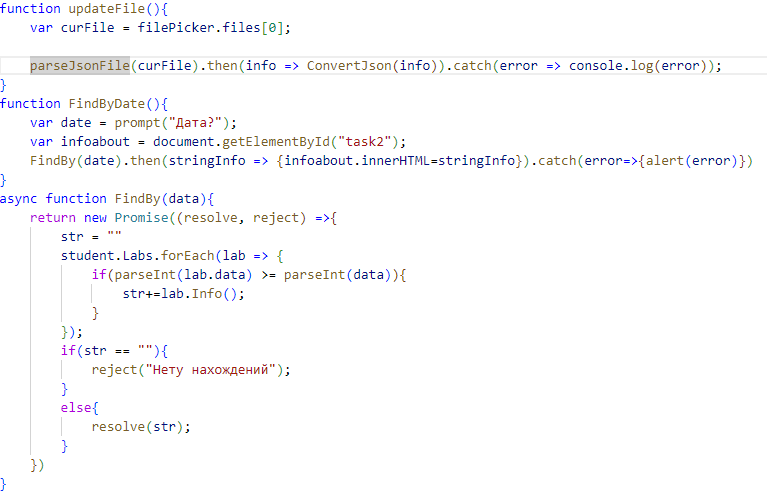 function updateFile(){
    var curFile = filePicker.files[0];

    parseJsonFile(curFile).then(info => ConvertJson(info)).catch(error => console.log(error));
}
function FindByDate(){
    var date = prompt("Дата?");
    var infoabout = document.getElementById("task2");
    FindBy(date).then(stringInfo => {infoabout.innerHTML=stringInfo}).catch(error=>{alert(error)})
}
async function FindBy(data){
    return new Promise((resolve, reject) =>{
        str = ""
        student.Labs.forEach(lab => {
            if(parseInt(lab.data) >= parseInt(data)){
                str+=lab.Info();
            }
        });
        if(str == ""){
            reject("Нету нахождений");
        }
        else{
            resolve(str);
        }
    })
}